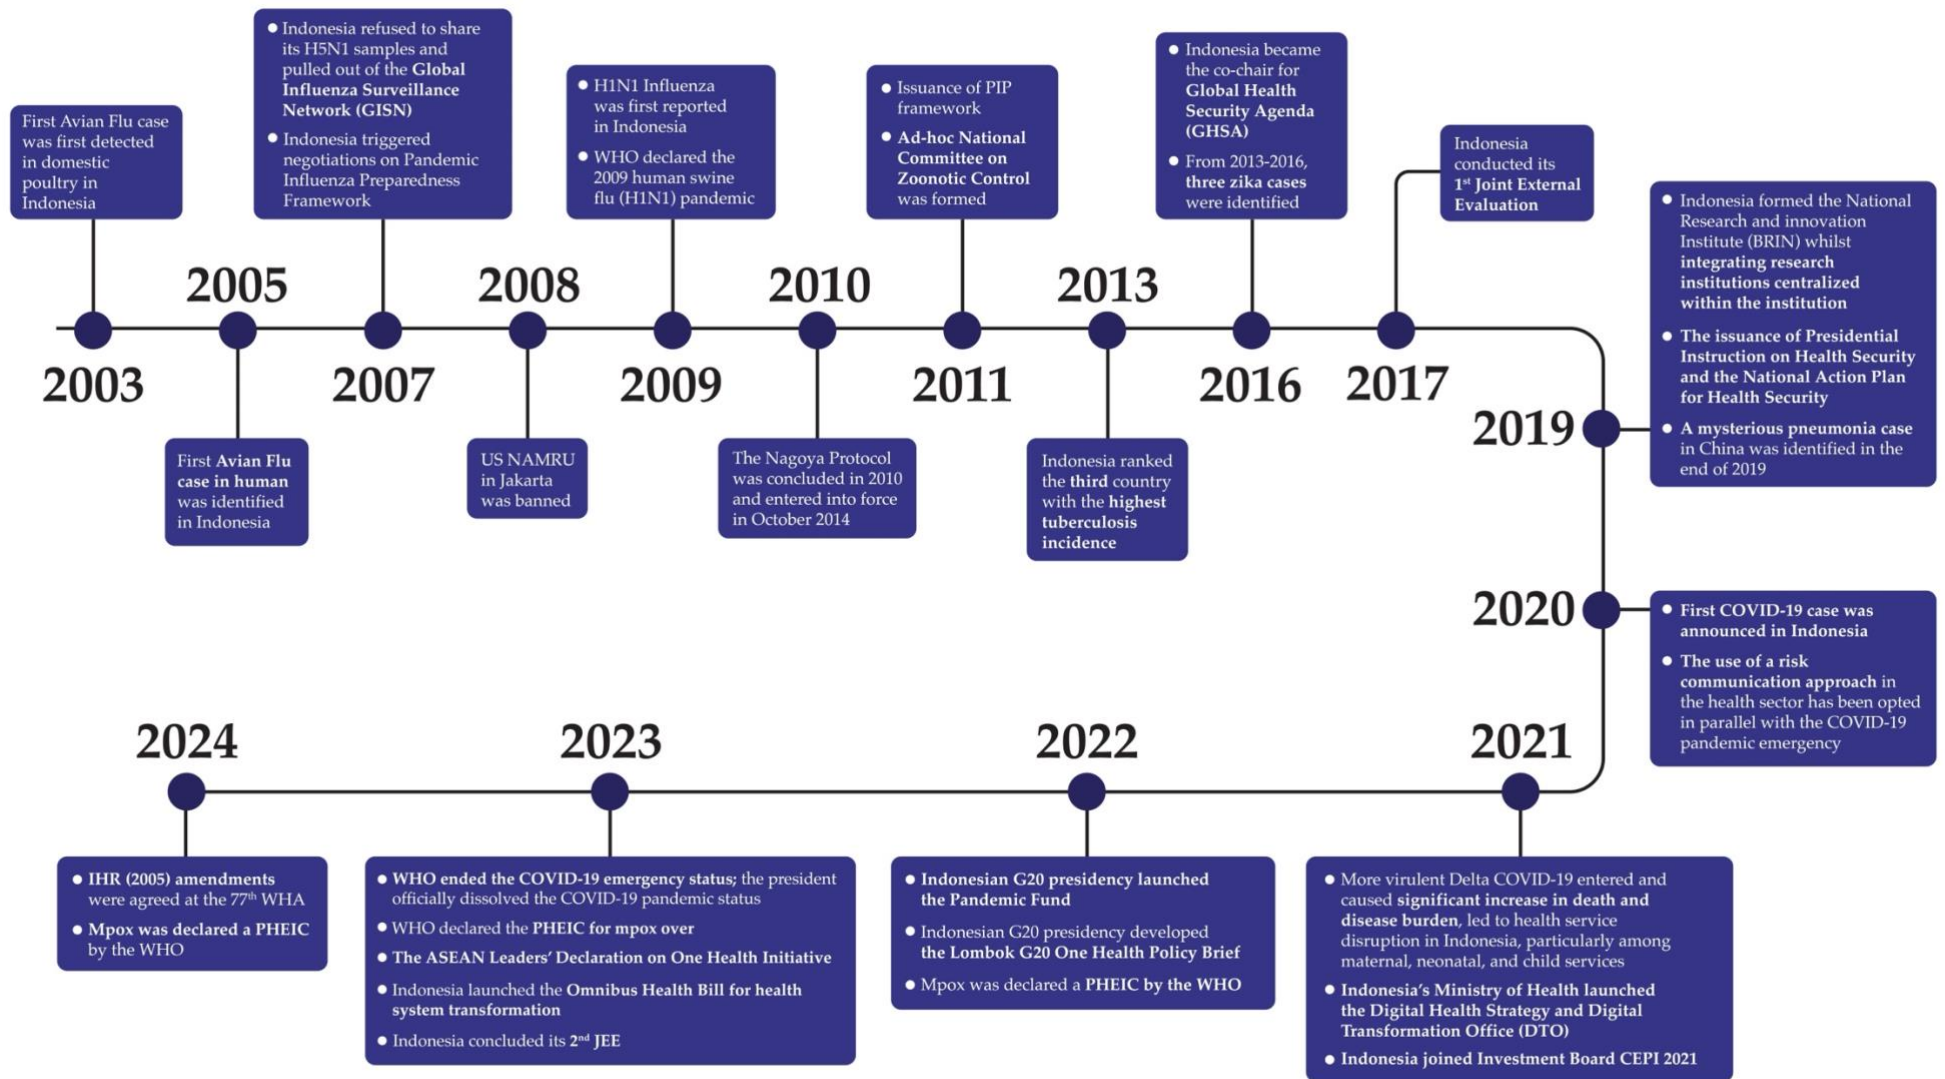 First Avian Flu case
was first detected
in domestic
poultry in
Indonesia
2003
2005
First Avian Flu
case in human
was identified
in Indonesia
● Indonesia refused to share
its H5N1 samples and
pulled out of the Global
Influenza Surveillance
Network (GISN)
● Indonesia triggered
negotiations on Pandemic
Influenza Preparedness
Framework
2007
2008
US NAMRU
in Jakarta
was banned
● H1N1 Influenza
was first reported
in Indonesia
● WHO declared the
2009 human swine
flu (H1N1) pandemic
2009
2010
The Nagoya Protocol
was concluded in 2010
and entered into force
in October 2014
● Issuance of PIP
framework
● Ad-hoc National
Committee on
Zoonotic Control
was formed
2011
2013
Indonesia ranked
the third country
with the highest
tuberculosis
incidence
● Indonesia became
the co-chair for
Global Health
Security Agenda
(GHSA)
● From 2013-2016,
three zika cases
were identified
2016
Indonesia
conducted its
1st Joint External
Evaluation
2017
2019
● Indonesia formed the National
Research and innovation
Institute (BRIN) whilst
integrating research
institutions centralized
within the institution
● The issuance of Presidential
Instruction on Health Security
and the National Action Plan
for Health Security
● A mysterious pneumonia case
in China was identified in the
end of 2019
2020
● First COVID-19 case was
announced in Indonesia
● The use of a risk
communication approach in
the health sector has been opted
in parallel with the COVID-19
pandemic emergency
2021
● More virulent Delta COVID-19 entered and
caused significant increase in death and
disease burden, led to health service
disruption in Indonesia, particularly among
maternal, neonatal, and child services
● Indonesia's Ministry of Health launched
the Digital Health Strategy and Digital
Transformation Office (DTO)
● Indonesia joined Investment Board CEPI 2021
2022
● Indonesian G20 presidency launched
the Pandemic Fund
● Indonesian G20 presidency developed
the Lombok G20 One Health Policy Brief
● Mpox was declared a PHEIC by the WHO
2023
● WHO ended the COVID-19 emergency status; the president
officially dissolved the COVID-19 pandemic status
● WHO declared the PHEIC for mpox over
● The ASEAN Leaders' Declaration on One Health Initiative
● Indonesia launched the Omnibus Health Bill for health
system transformation
● Indonesia concluded its 2nd JEE
2024
● IHR (2005) amendments
were agreed at the 77th WHA
● Mpox was declared a PHEIC
by the WHO